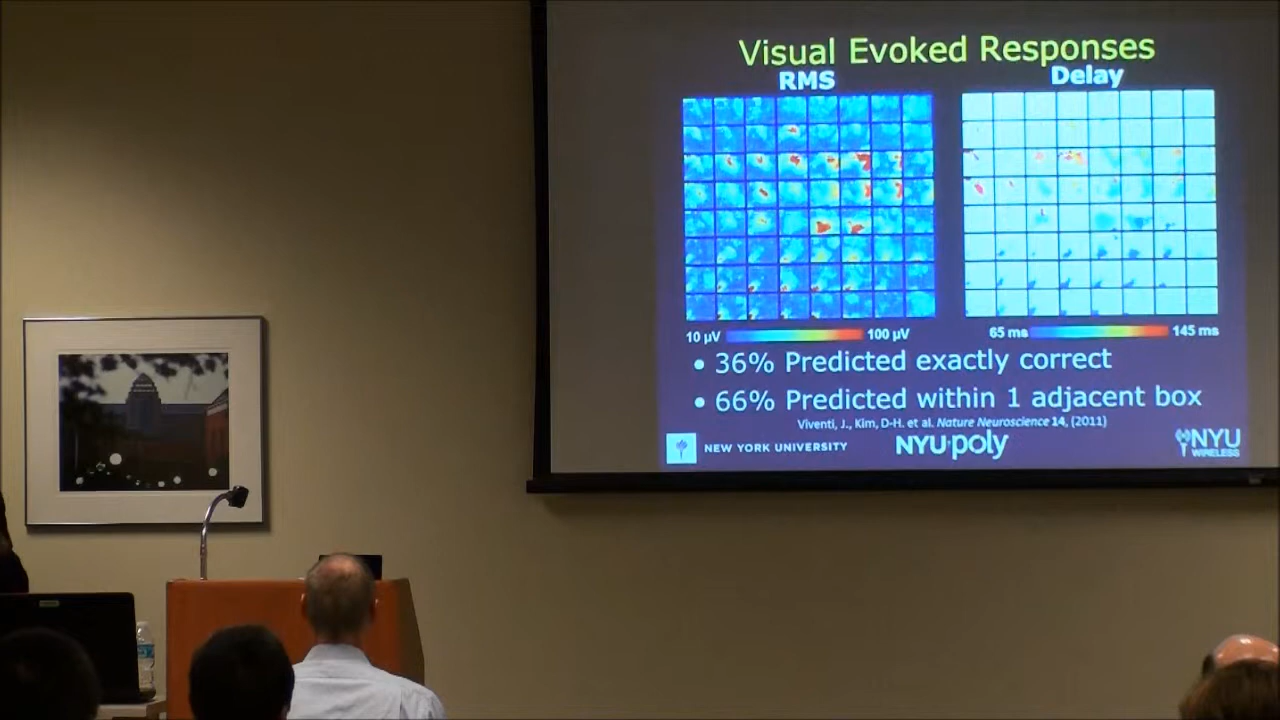 Visual Evoked Responses
RMS
Delay
10 µV
100 µV
65 ms
145 ms
• 36% Predicted exactly correct
• 66% Predicted within 1 adjacent box
Viventi, J., Kim, D-H. et al. Nature Neuroscience 14, (2011)
NEW YORK UNIVERSITY
NYU·poly
NYU
WIRELESS